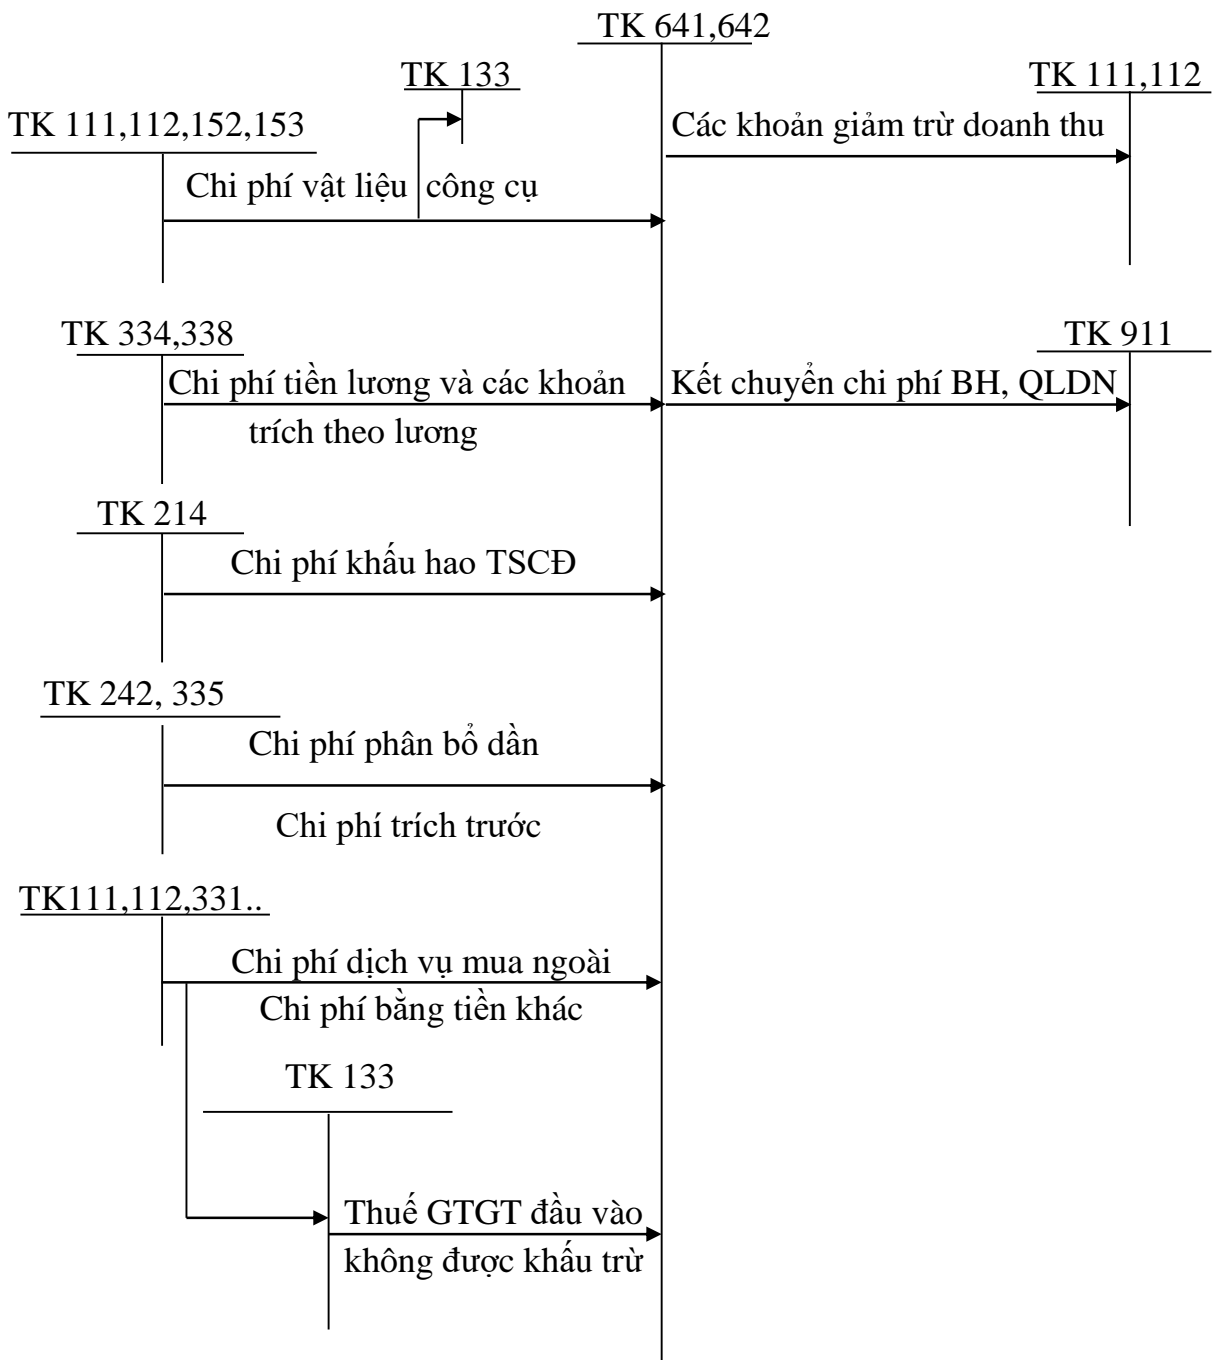 TK 641,642
TK 133
TK 111,112
TK 111,112,152,153
Các khoản giảm trừ doanh thu
Chi phí vật liệu công cụ
TK 334,338
TK 911
Chi phí tiền lương và các khoản
trích theo lương
Kết chuyển chi phí BH, QLDN
TK 214
Chi phí khấu hao TSCĐ
TK 242, 335
Chi phí phân bổ dần
Chi phí trích trước
TK111,112,331..
Chi phí dịch vụ mua ngoài
Chi phí bằng tiền khác
TK 133
Thuế GTGT đầu vào
không được khấu trừ